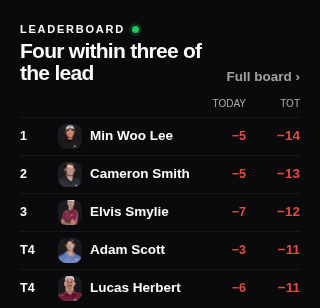 LEADERBOARD
Four within three of
the lead
Full board ›
TODAY TOT
1 Min Woo Lee −5 −14
2 Cameron Smith −5 −13
3 Elvis Smylie −7 −12
T4 Adam Scott −3 −11
T4 Lucas Herbert −6 −11